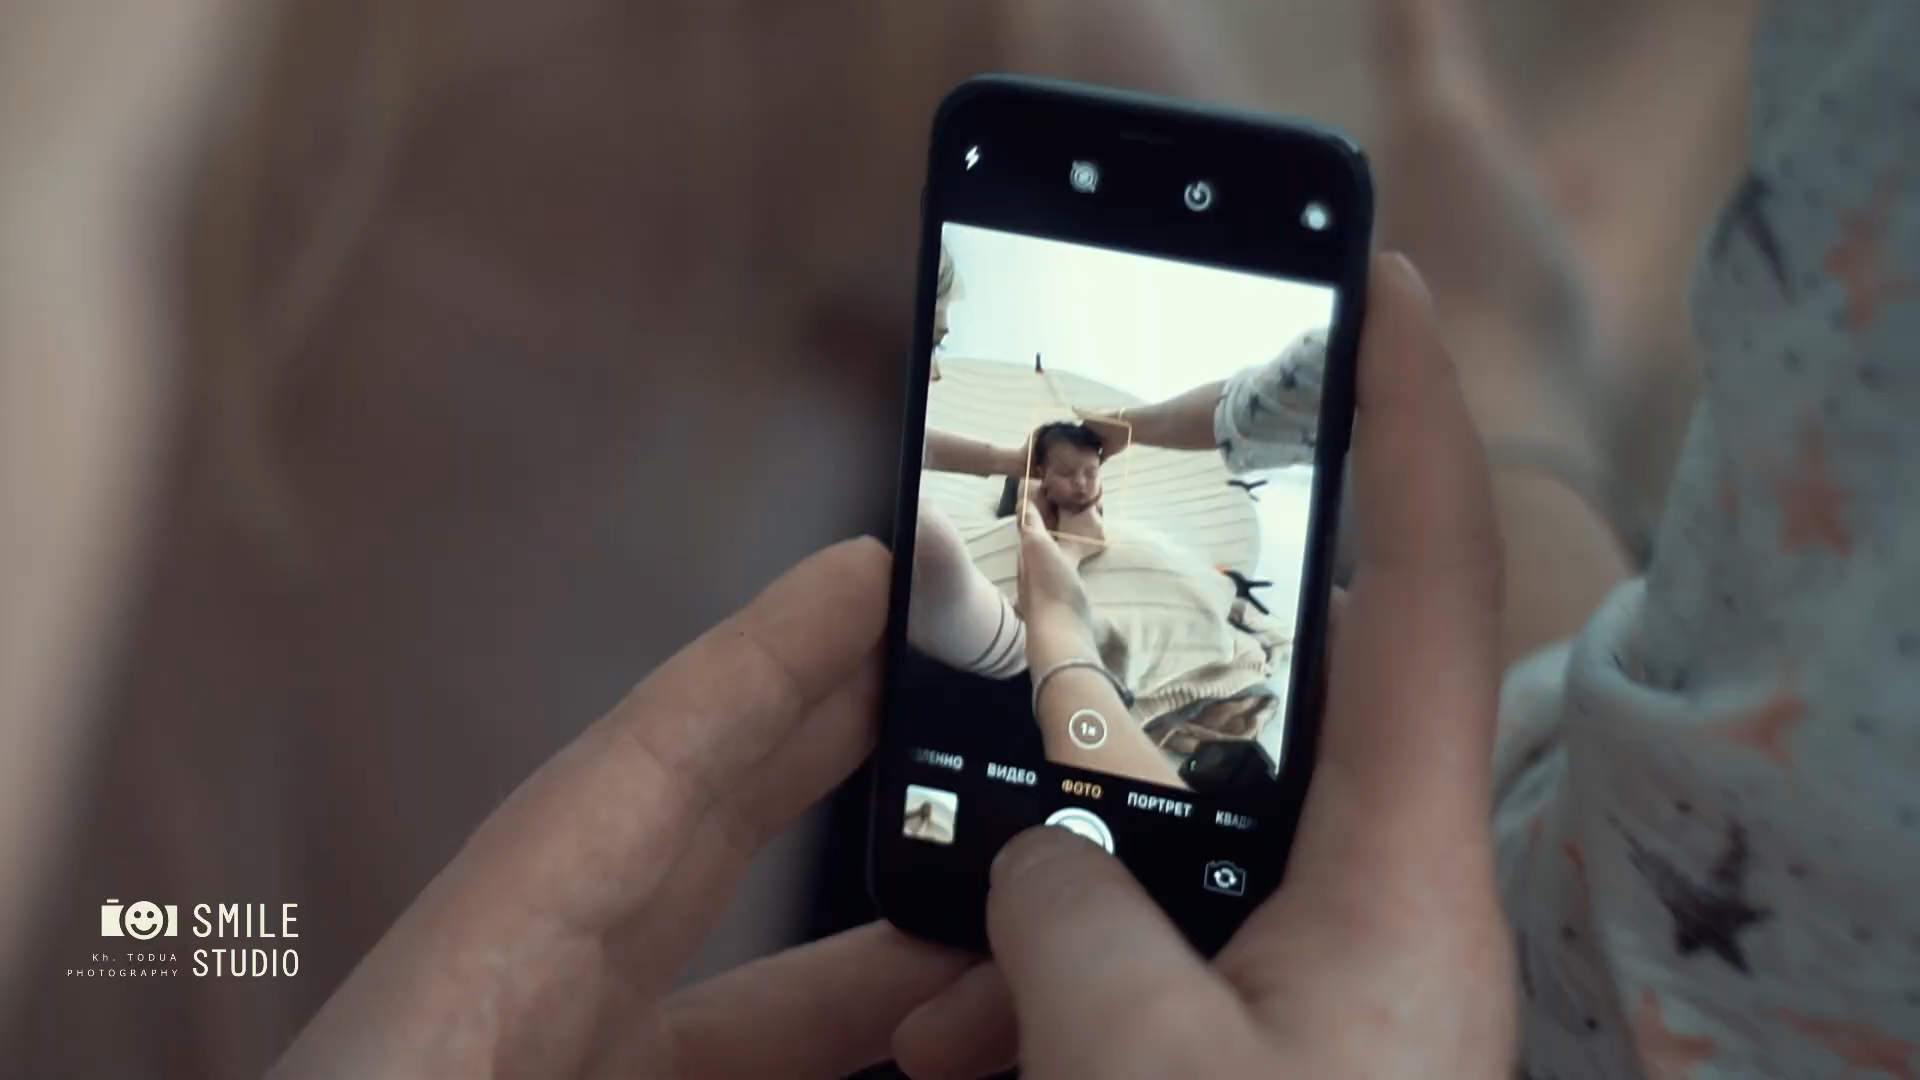 1x
ВИДЕО
ФОТО
ПОРТРЕТ
SMILE
STUDIO
Kh. TODUA
PHOTOGRAPHY